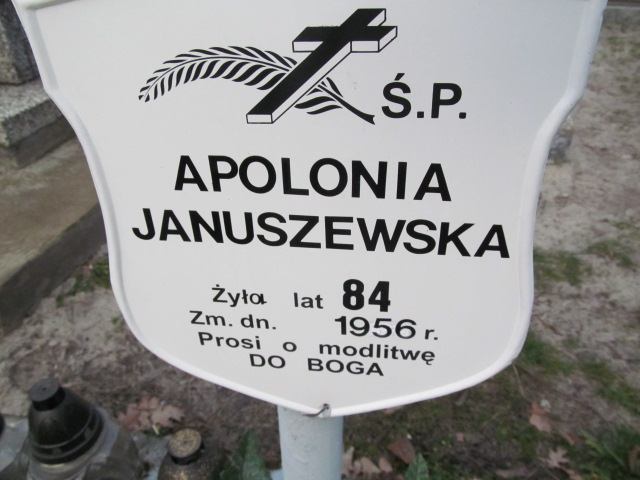 Ś.P.
APOLONIA
JANUSZEWSKA
Żyła lat 84
Zm. dn. 1956 r.
Prosi o modlitwę
DO BOGA